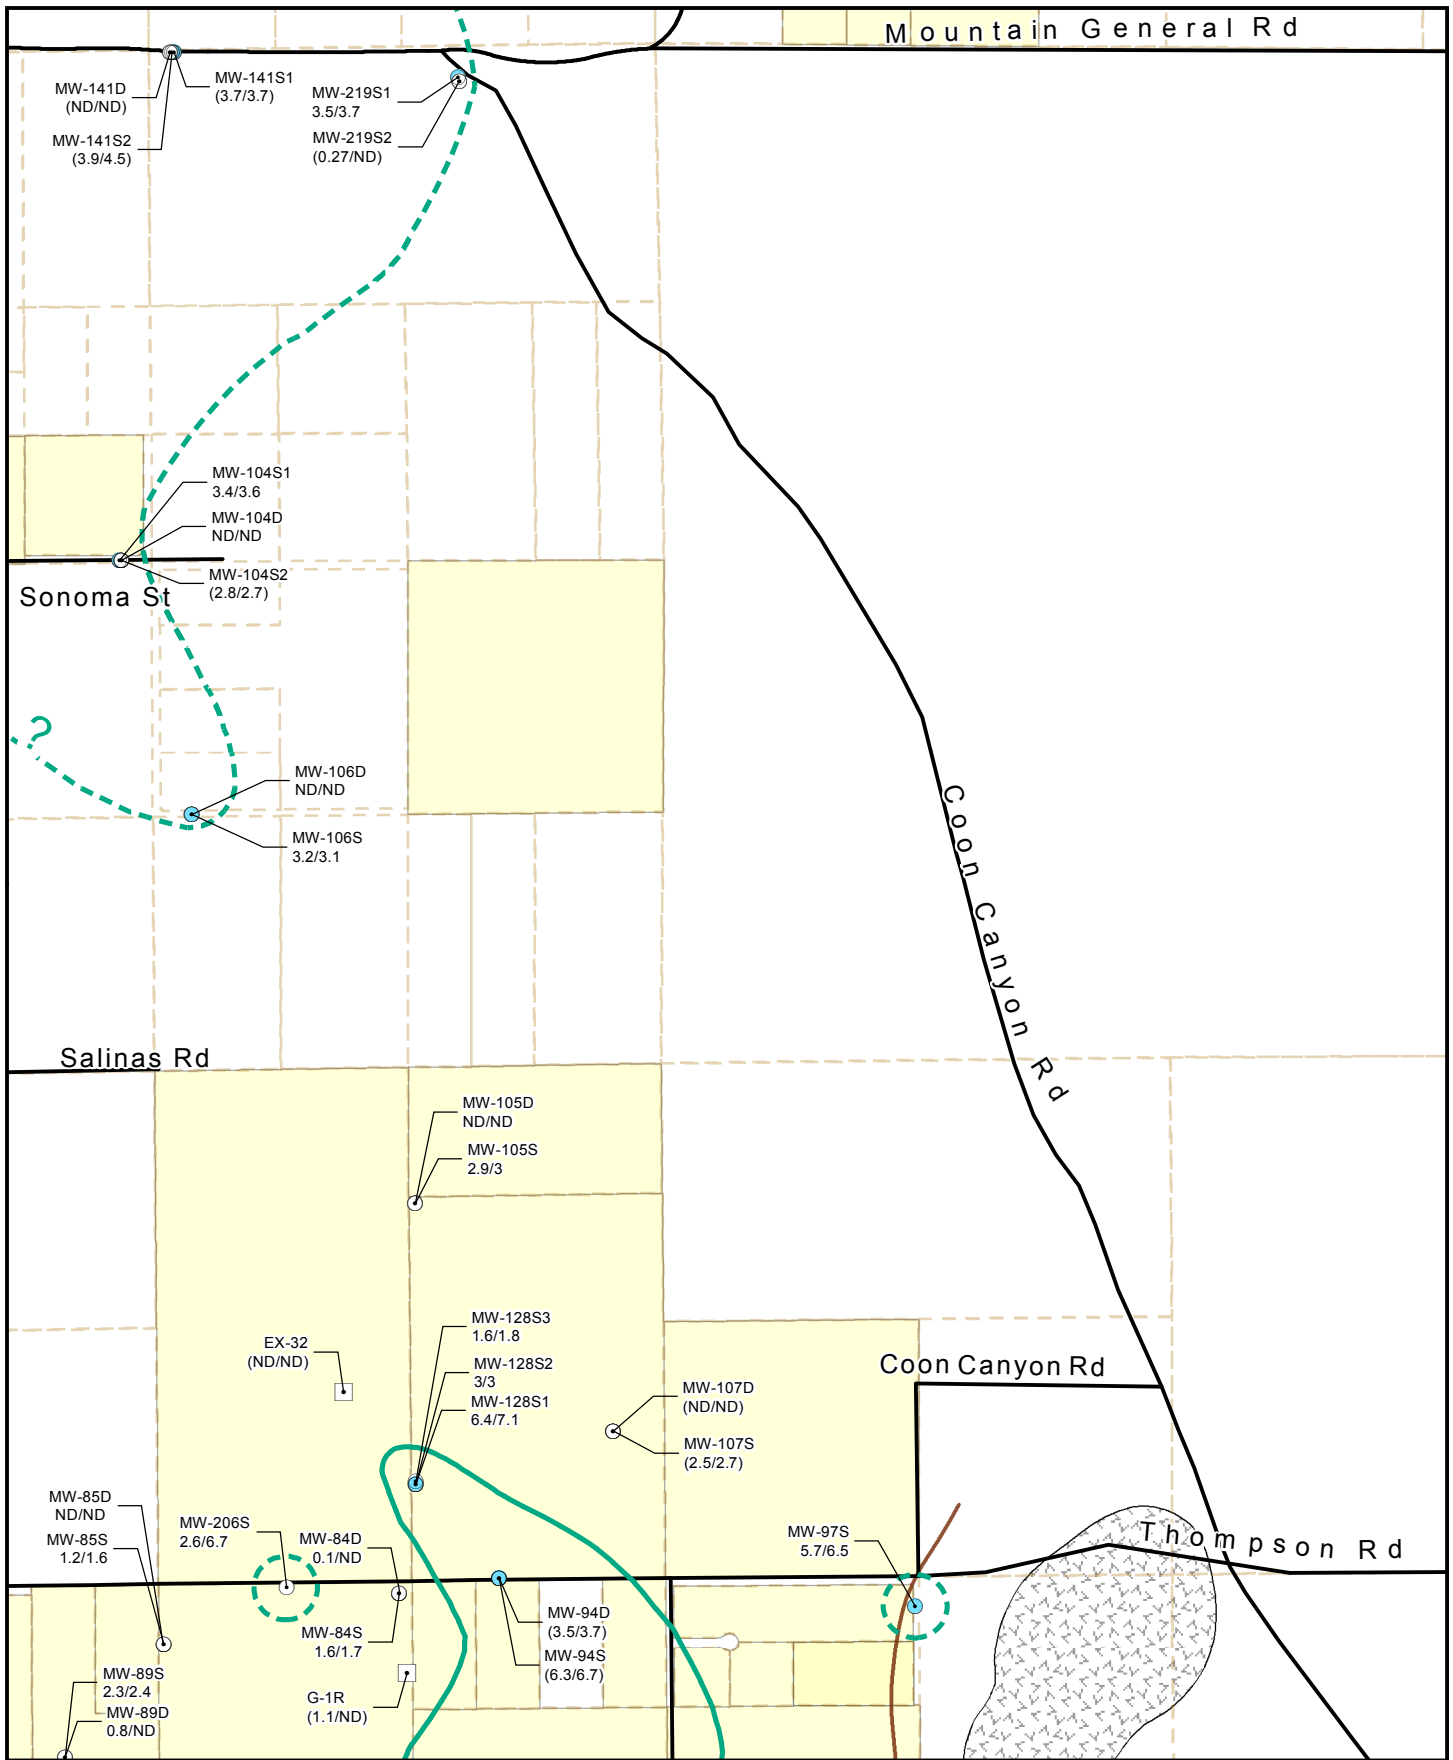 Mountain General Rd
MW-141D
(ND/ND)
MW-141S1
(3.7/3.7)
MW-141S2
(3.9/4.5)
MW-219S1
3.5/3.7
MW-219S2
(0.27/ND)
MW-104S1
3.4/3.6
MW-104D
ND/ND
MW-104S2
(2.8/2.7)
Sonoma St
?
MW-106D
ND/ND
MW-106S
3.2/3.1
Coon Canyon Rd
Salinas Rd
MW-105D
ND/ND
MW-105S
2.9/3
MW-128S3
1.6/1.8
EX-32
(ND/ND)
MW-128S2
3/3
MW-128S1
6.4/7.1
Coon Canyon Rd
MW-107D
(ND/ND)
MW-107S
(2.5/2.7)
MW-85D
ND/ND
MW-85S
1.2/1.6
MW-206S
2.6/6.7
MW-84D
0.1/ND
MW-97S
5.7/6.5
Thompson Rd
MW-84S
1.6/1.7
MW-94D
(3.5/3.7)
MW-94S
(6.3/6.7)
MW-89S
2.3/2.4
MW-89D
0.8/ND
G-1R
(1.1/ND)